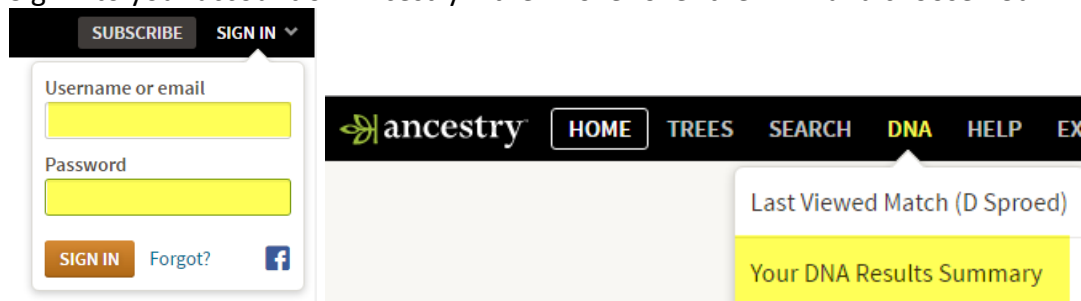 SUBSCRIBE SIGN IN
Username or email
Password
SIGN IN Forgot?
ancestry HOME TREES SEARCH DNA HELP EX
Last Viewed Match (D Sproed)
Your DNA Results Summary